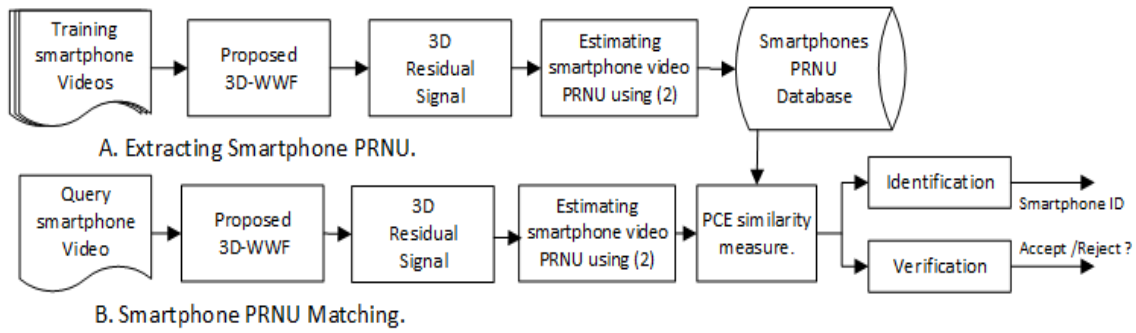 Training
smartphone
Videos
Proposed
3D-WWF
3D
Residual
Signal
Estimating
smartphone video
PRNU using (2)
Smartphones
PRNU
Database
A. Extracting Smartphone PRNU.
Query
smartphone
Video
Proposed
3D-WWF
3D
Residual
Signal
Estimating
smartphone video
PRNU using (2)
PCE similarity
measure.
Identification
Smartphone ID
Verification
Accept /Reject ?
B. Smartphone PRNU Matching.